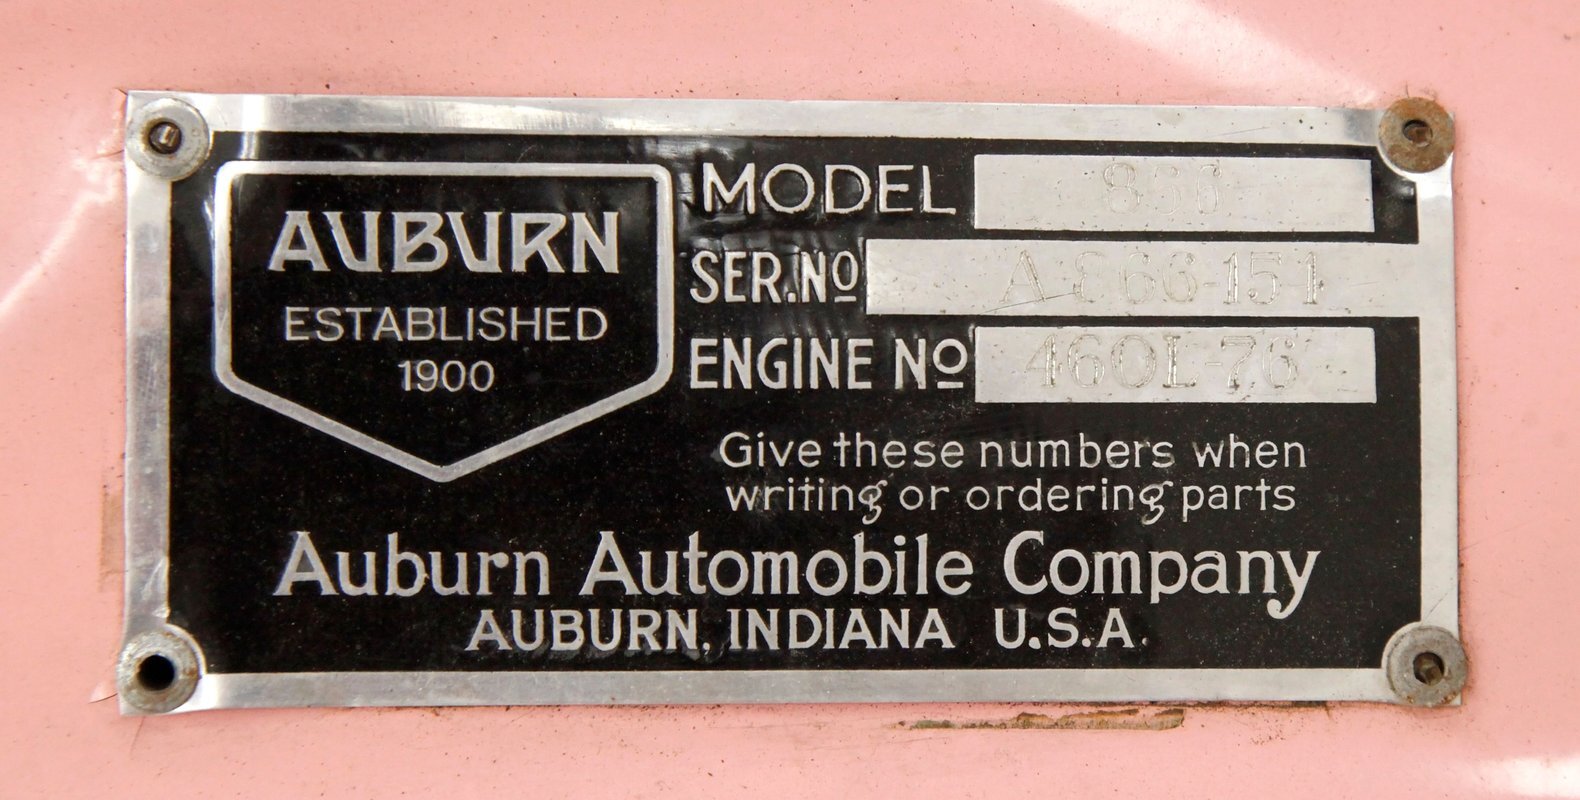 AUBURN
ESTABLISHED
1900
MODEL 866
SER. No A 866-151
ENGINE No 460L-76
Give these numbers when
writing or ordering parts
Auburn Automobile Company
AUBURN, INDIANA U.S.A.